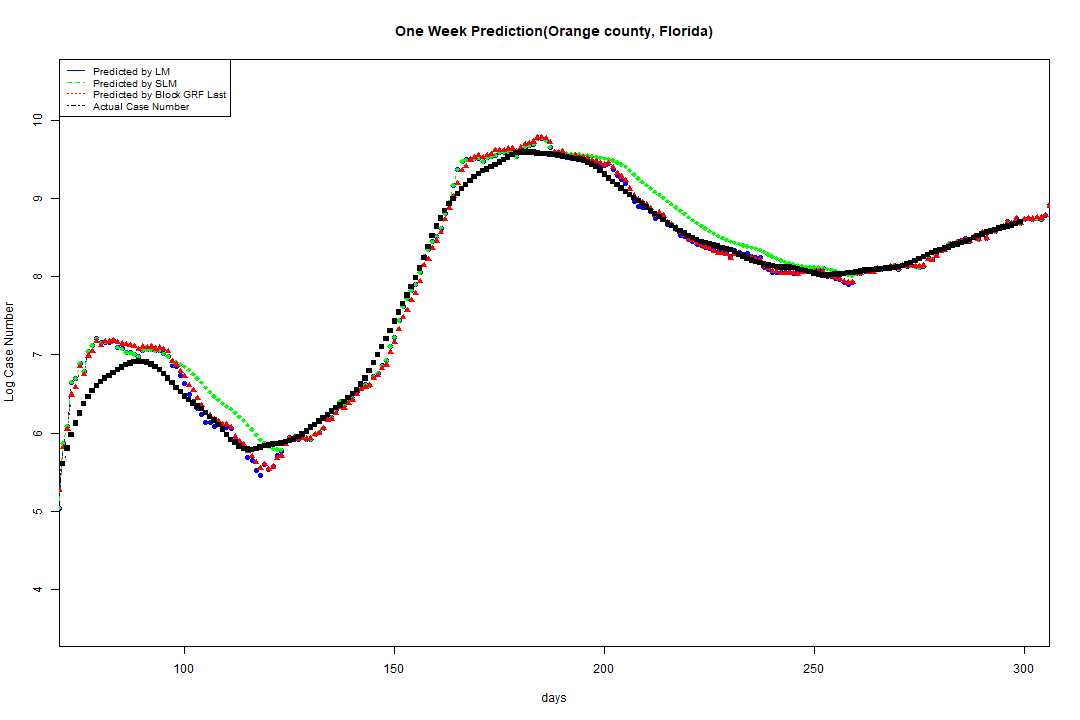 One Week Prediction(Orange county, Florida)
Predicted by LM
Predicted by SLM
Predicted by Block GRF Last
Actual Case Number
Log Case Number
10
9
8
7
6
5
4
100 150 200 250 300
days